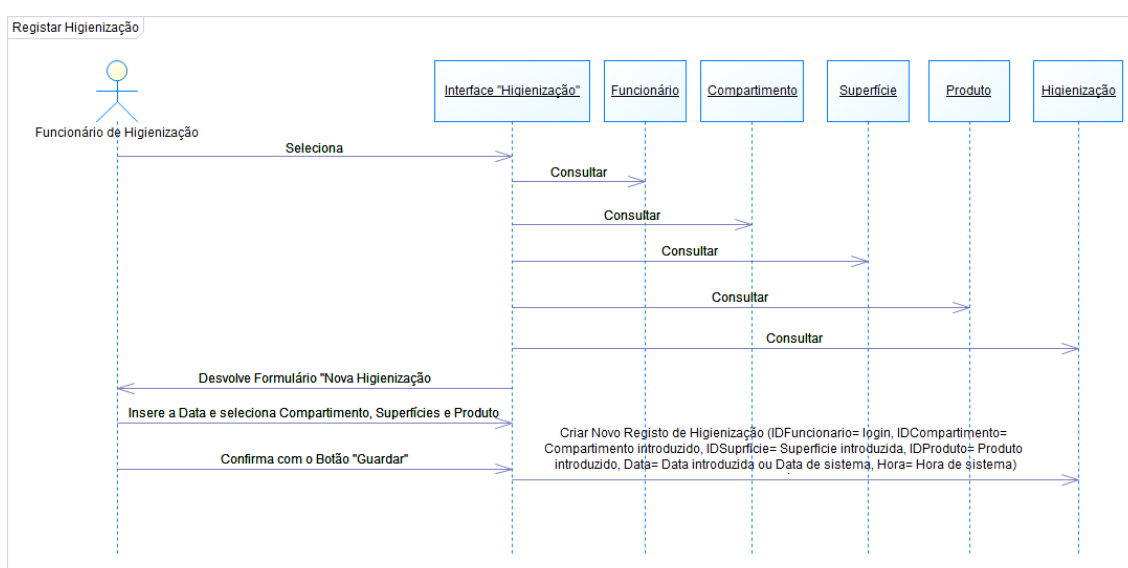 Registar Higienização
Funcionário de Higienização
Interface "Higienização"
Funcionário
Compartimento
Superfície
Produto
Higienização
Seleciona
Consultar
Consultar
Consultar
Consultar
Consultar
Desvolve Formulário "Nova Higienização
Insere a Data e seleciona Compartimento, Superfícies e Produto
Confirma com o Botão "Guardar"
Criar Novo Registo de Higienização (IDFuncionario= login, IDCompartimento=
Compartimento introduzido, IDSuprficie= Superficie introduzida, IDProduto= Produto
introduzido, Data= Data introduzida ou Data de sistema, Hora= Hora de sistema)